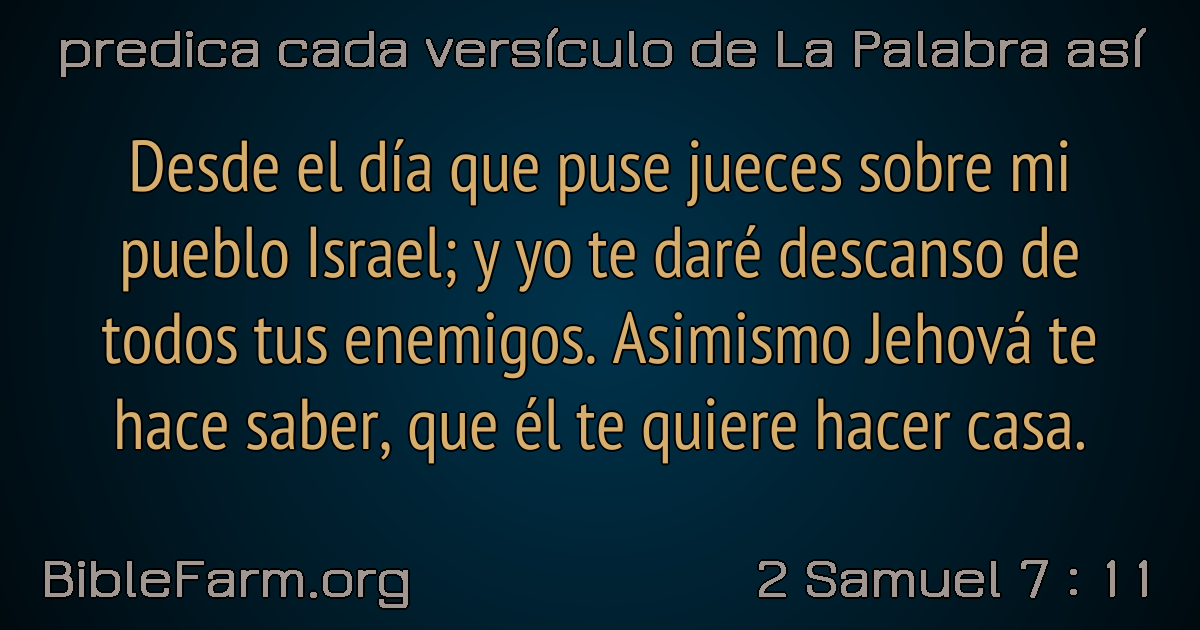 predica cada versículo de La Palabra así
Desde el día que puse jueces sobre mi
pueblo Israel; y yo te daré descanso de
todos tus enemigos. Asimismo Jehová te
hace saber, que él te quiere hacer casa.
BibleFarm.org
2 Samuel 7 : 11